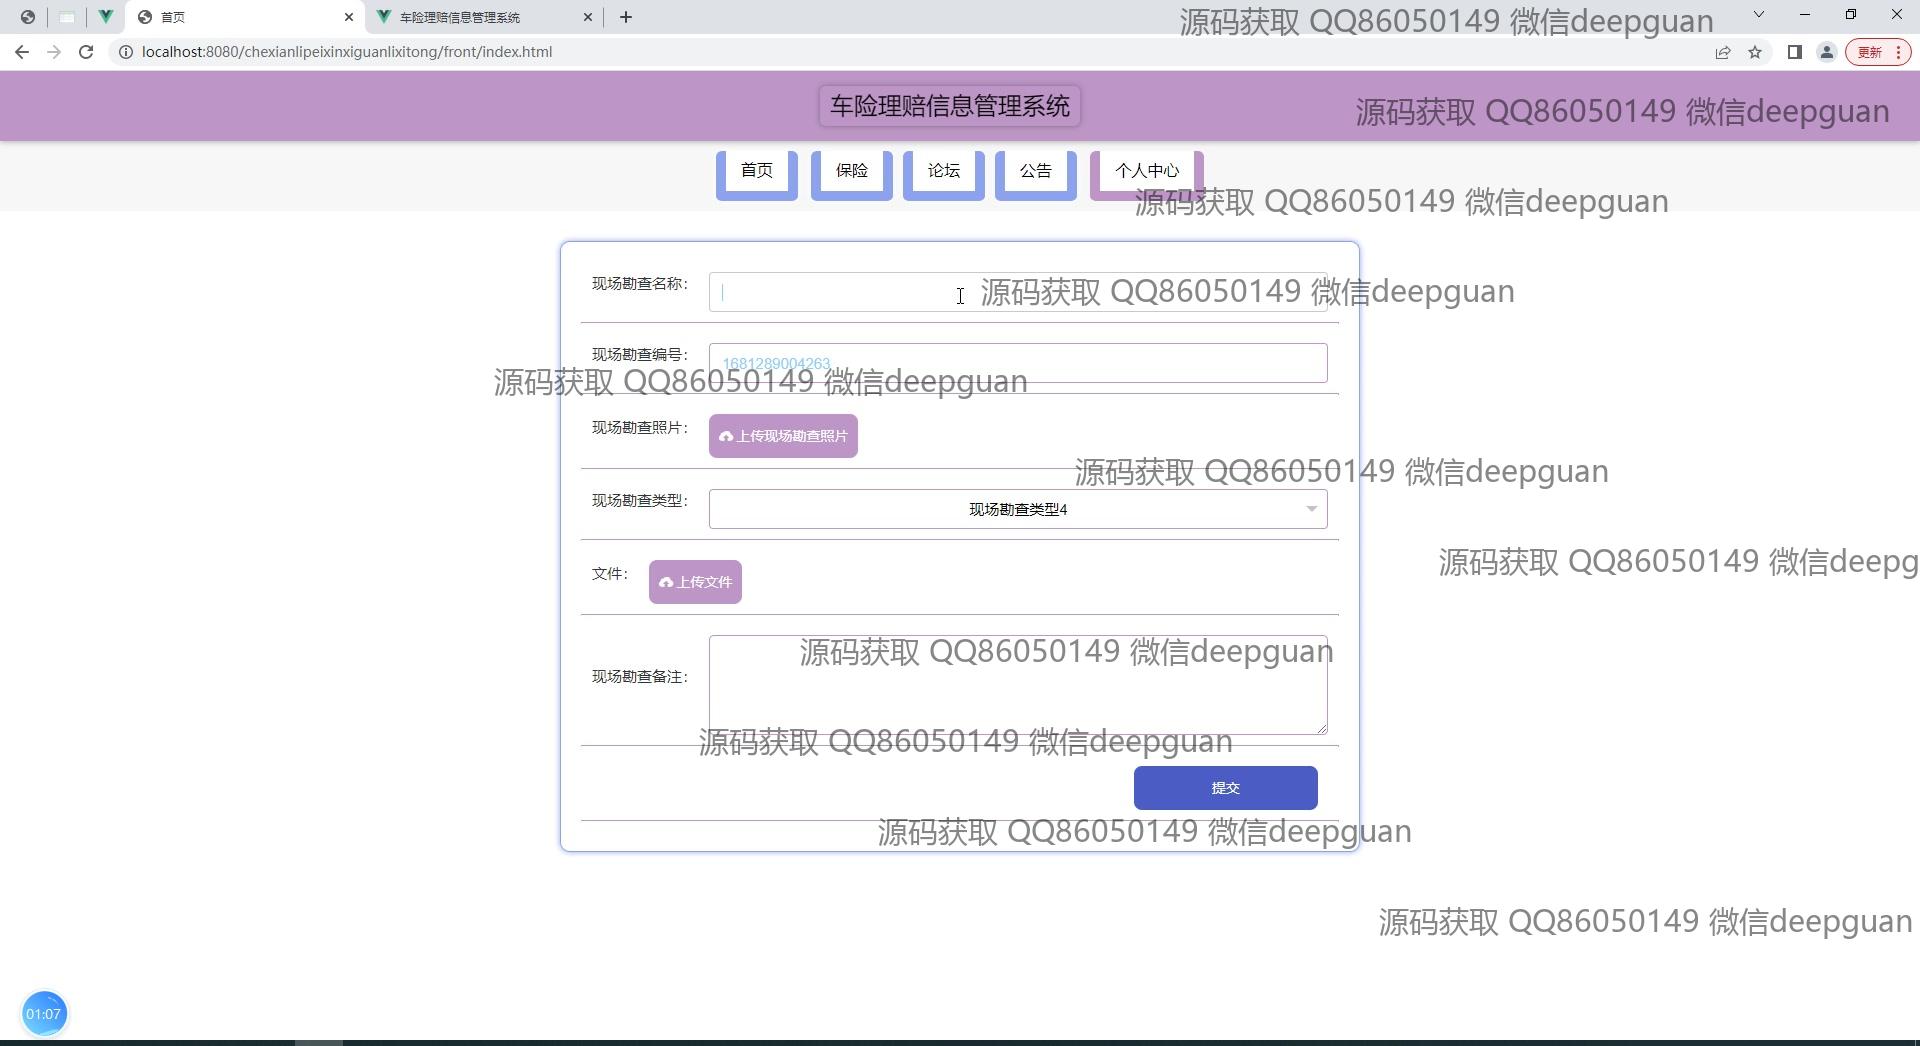 首页
车险理赔信息管理系统
源码获取 QQ86050149 微信deepguan
localhost:8080/chexianlipeixinxiguanlixitong/front/index.html
更新
车险理赔信息管理系统
源码获取 QQ86050149 微信deepguan
首页
保险
论坛
公告
个人中心
源码获取 QQ86050149 微信deepguan
现场勘查名称：
源码获取 QQ86050149 微信deepguan
现场勘查编号：
1681289004263
源码获取 QQ86050149 微信deepguan
现场勘查照片：
上传现场勘查照片
源码获取 QQ86050149 微信deepguan
现场勘查类型：
现场勘查类型4
源码获取 QQ86050149 微信deepg
文件：
上传文件
源码获取 QQ86050149 微信deepguan
现场勘查备注：
源码获取 QQ86050149 微信deepguan
提交
源码获取 QQ86050149 微信deepguan
源码获取 QQ86050149 微信deepguan
01:07